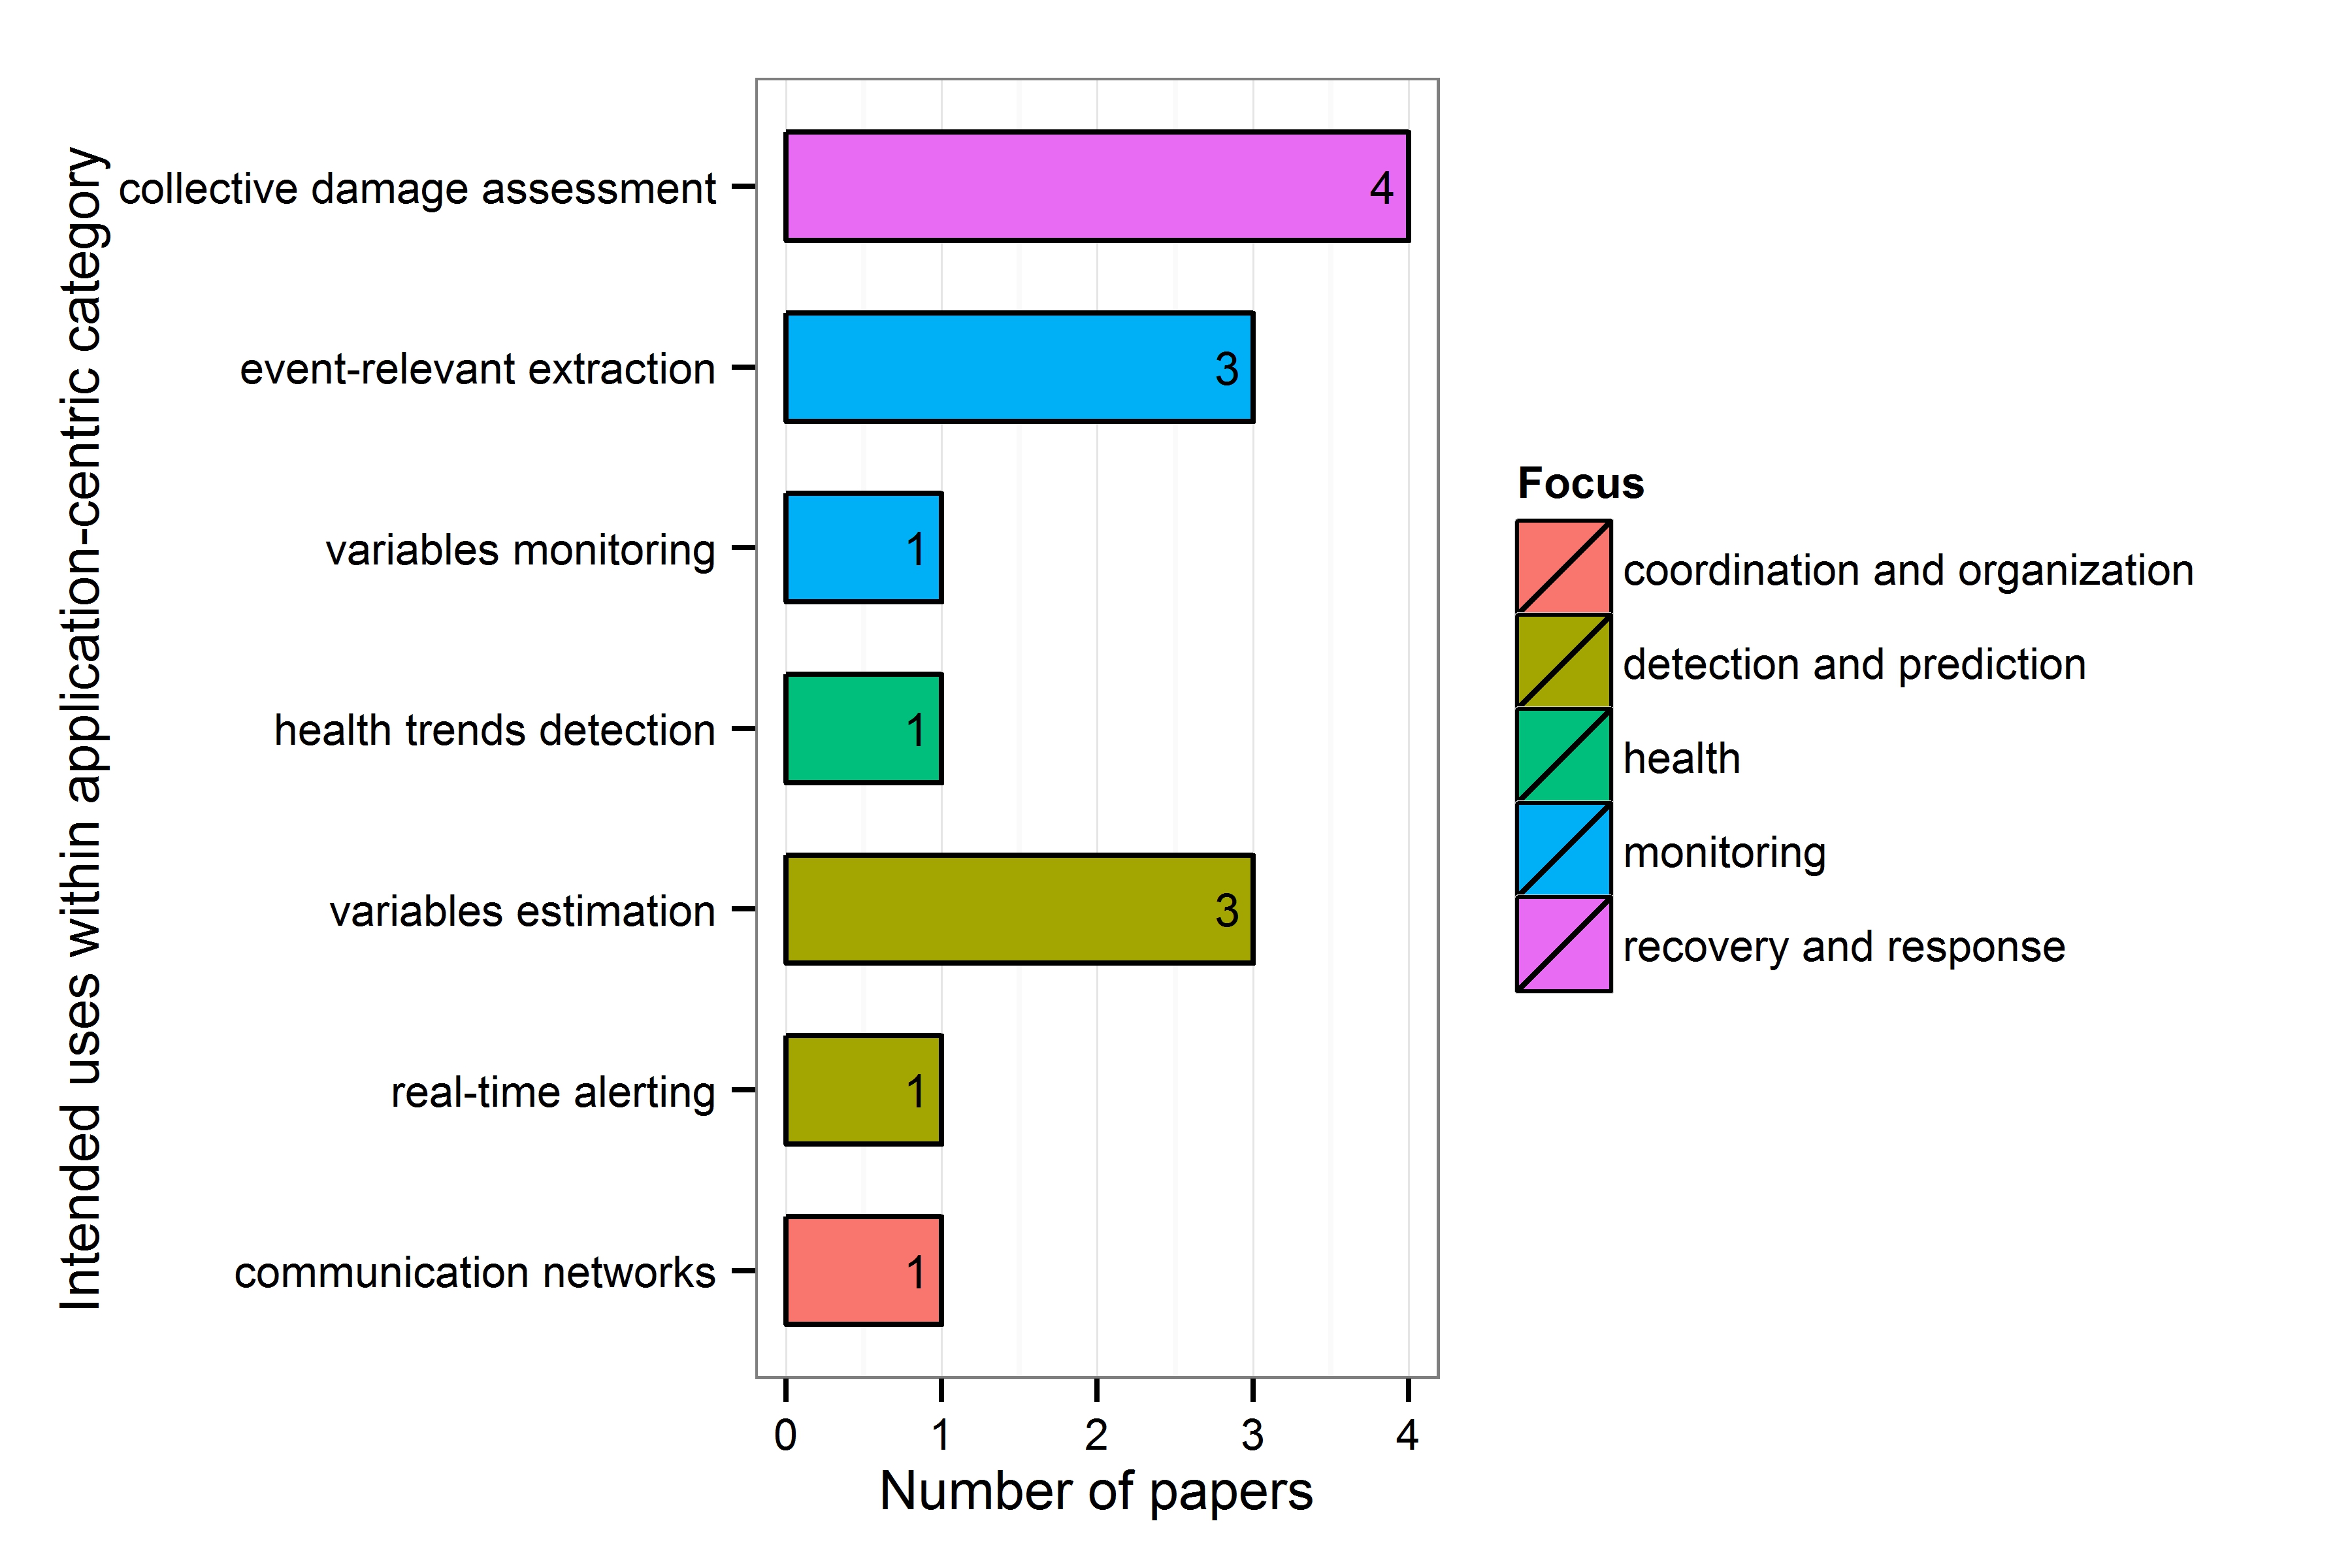 Intended uses within application-centric category
collective damage assessment
4
event-relevant extraction
3
variables monitoring
1
health trends detection
1
variables estimation
3
real-time alerting
1
communication networks
1
0 1 2 3 4
Number of papers
Focus
coordination and organization
detection and prediction
health
monitoring
recovery and response